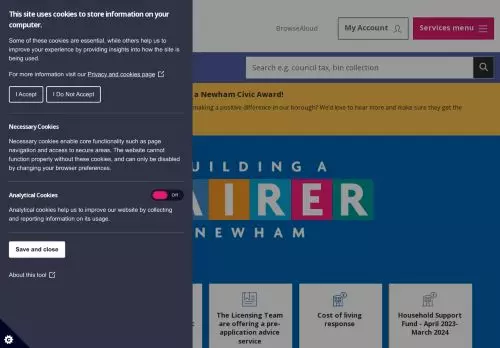 This site uses cookies to store information on your
computer.
Some of these cookies are essential, while others help us to
improve your experience by providing insights into how the site is
being used.
For more information visit our Privacy and cookies page
I Accept
I Do Not Accept
Necessary Cookies
Necessary cookies enable core functionality such as page
navigation and access to secure areas. The website cannot
function properly without these cookies, and can only be disabled
by changing your browser preferences.
Analytical Cookies
Off
Analytical cookies help us to improve our website by collecting
and reporting information on its usage.
Save and close
About this tool
BrowseAloud
My Account
Services menu
Search e.g. council tax, bin collection
a Newham Civic Award!
making a positive difference in our borough? We'd love to hear more and make sure they get the
UILDING A
AIRER
NEWHAM
The Licensing Team
are offering a pre-
application advice
service
Cost of living
response
Household Support
Fund - April 2023-
March 2024